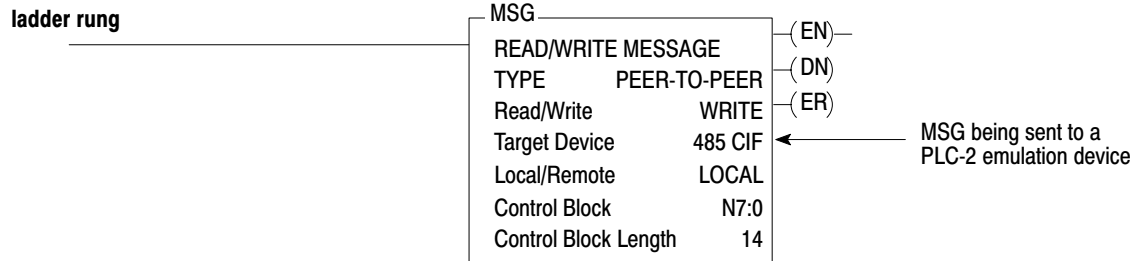 ladder rung
MSG
READ/WRITE MESSAGE
TYPE PEER-TO-PEER
Read/Write WRITE
Target Device 485 CIF
Local/Remote LOCAL
Control Block N7:0
Control Block Length 14
(EN)
(DN)
(ER)
MSG being sent to a
PLC-2 emulation device